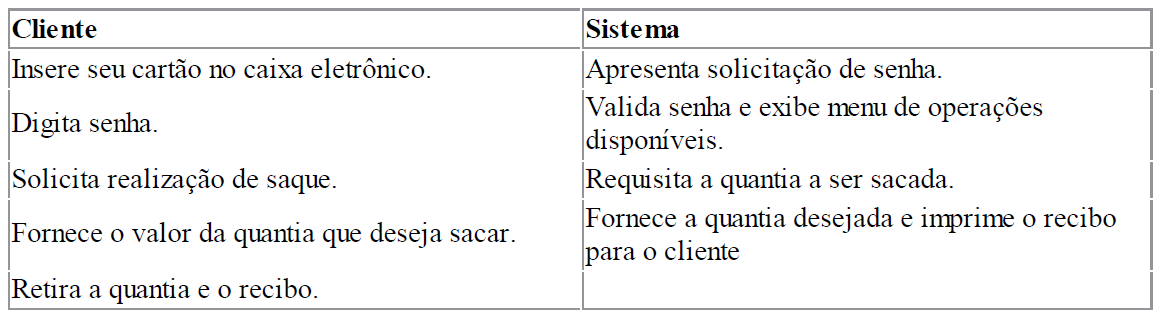 Cliente
Sistema
Insere seu cartão no caixa eletrônico.
Apresenta solicitação de senha.
Digita senha.
Valida senha e exibe menu de operações
disponíveis.
Solicita realização de saque.
Requisita a quantia a ser sacada.
Fornece o valor da quantia que deseja sacar.
Fornece a quantia desejada e imprime o recibo
para o cliente
Retira a quantia e o recibo.